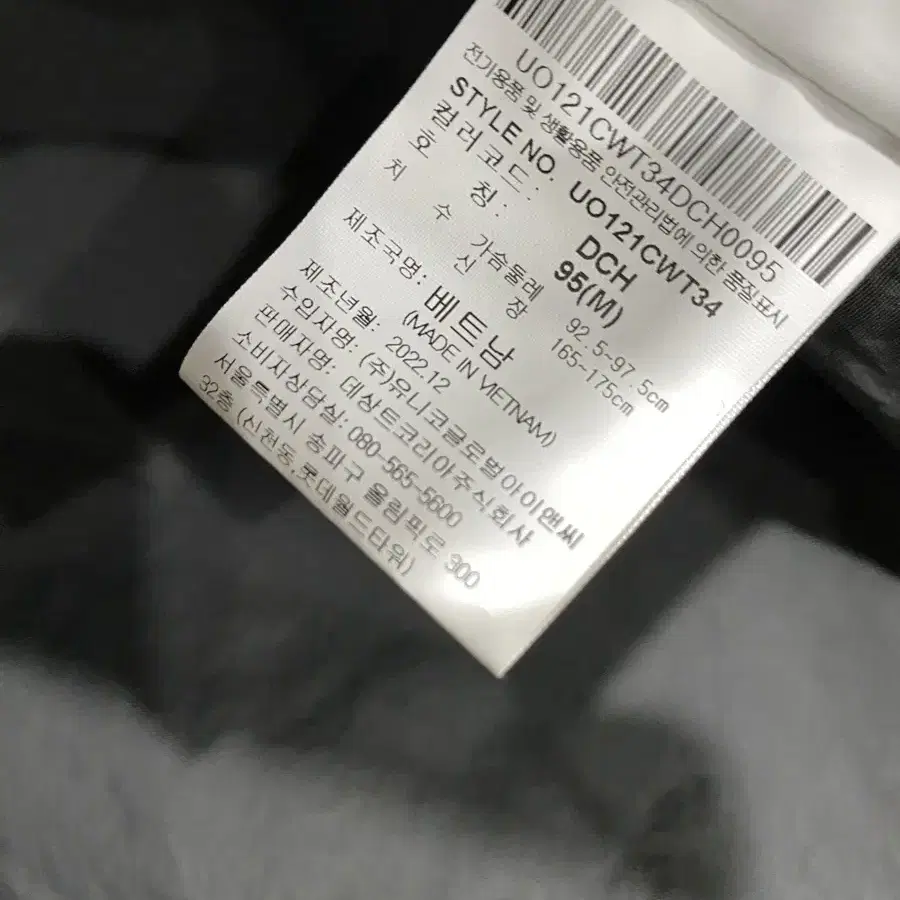 UO121CWT34DCH0095
전기용품 및 생활용품 안전관리법에 의한 품질표시
STYLE NO. UO121CWT34
컬러코드 : DCH
호 칭 : 95(M)
치 수 가슴둘레 92.5~97.5cm
신 장 165~175cm
제조국명: 베트남
(MADE IN VIETNAM)
제조년월: 2022.12
수입자명: (주)유니코글로벌아이앤씨
판매자명: 데상트코리아주식회사
소비자상담실: 080-565-5600
서울특별시 송파구 올림픽로 300
32층 (신천동,롯데월드타워)